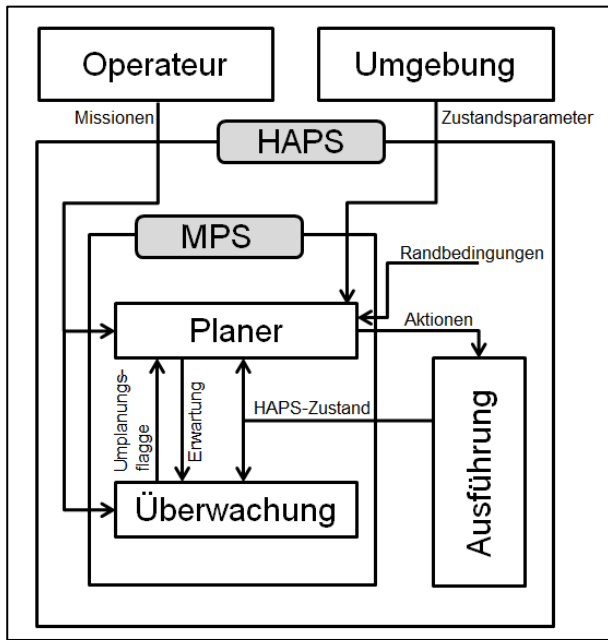 Operateur
Umgebung
Missionen
Zustandsparameter
HAPS
MPS
Randbedingungen
Planer
Aktionen
Umplanungs-
flagge
Erwartung
HAPS-Zustand
Ausführung
Überwachung